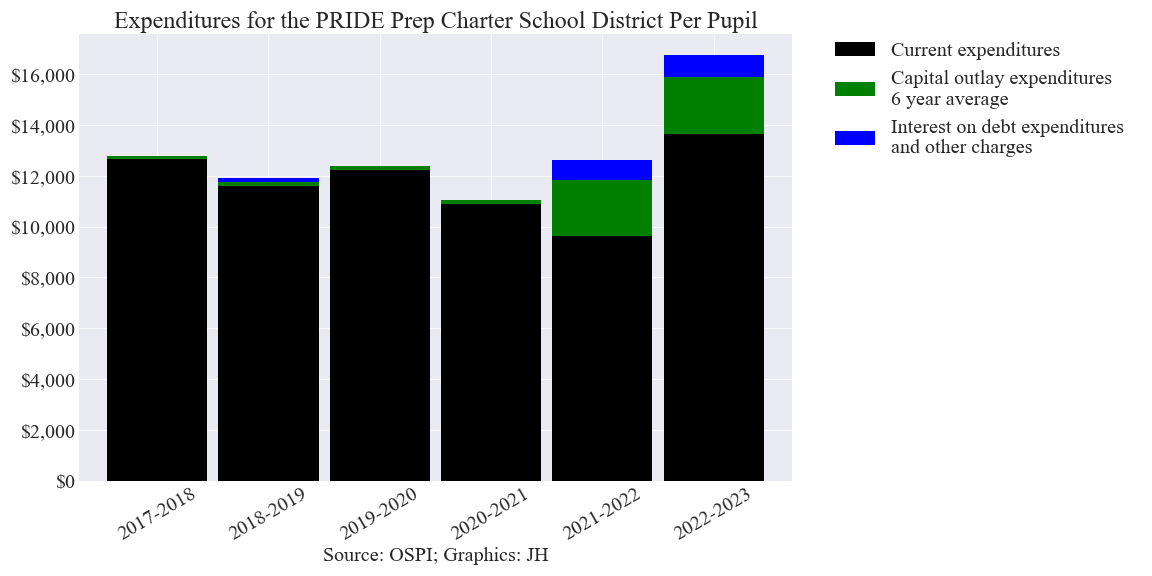 Expenditures for the PRIDE Prep Charter School District Per Pupil
Current expenditures
Capital outlay expenditures
6 year average
Interest on debt expenditures
and other charges
$16,000
$14,000
$12,000
$10,000
$8,000
$6,000
$4,000
$2,000
$0
2017-2018
2018-2019
2019-2020
2020-2021
2021-2022
2022-2023
Source: OSPI; Graphics: JH